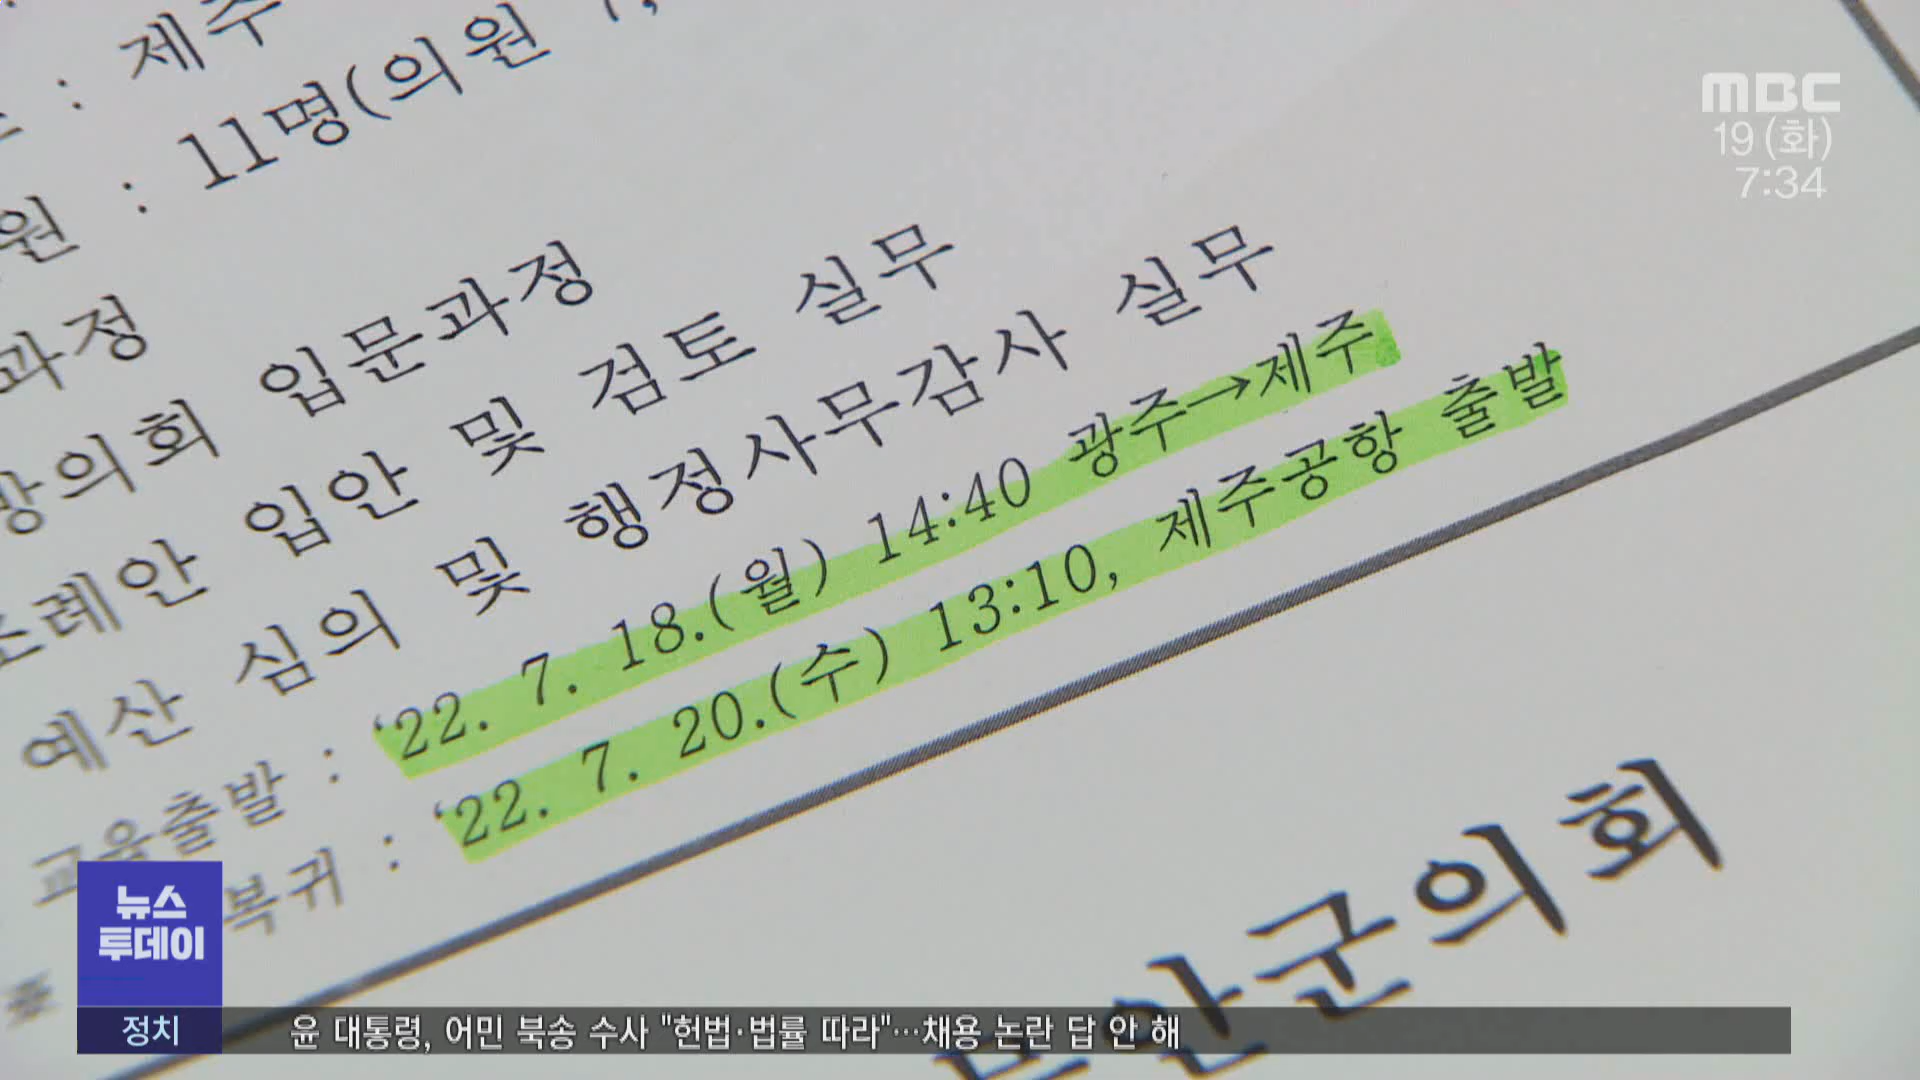 : 제주
원 : 11명(의원 7,
과정
방의회 입문과정
조례안 입안 및 검토 실무
예산 심의 및 행정사무감사 실무
교육출발 : '22. 7. 18.(월) 14:40 광주→제주
복귀 : '22. 7. 20.(수) 13:10, 제주공항 출발
안군의회
MBC
19 (화)
7:34
뉴스
투데이
정치
윤 대통령, 어민 북송 수사 "헌법·법률 따라"…채용 논란 답 안 해